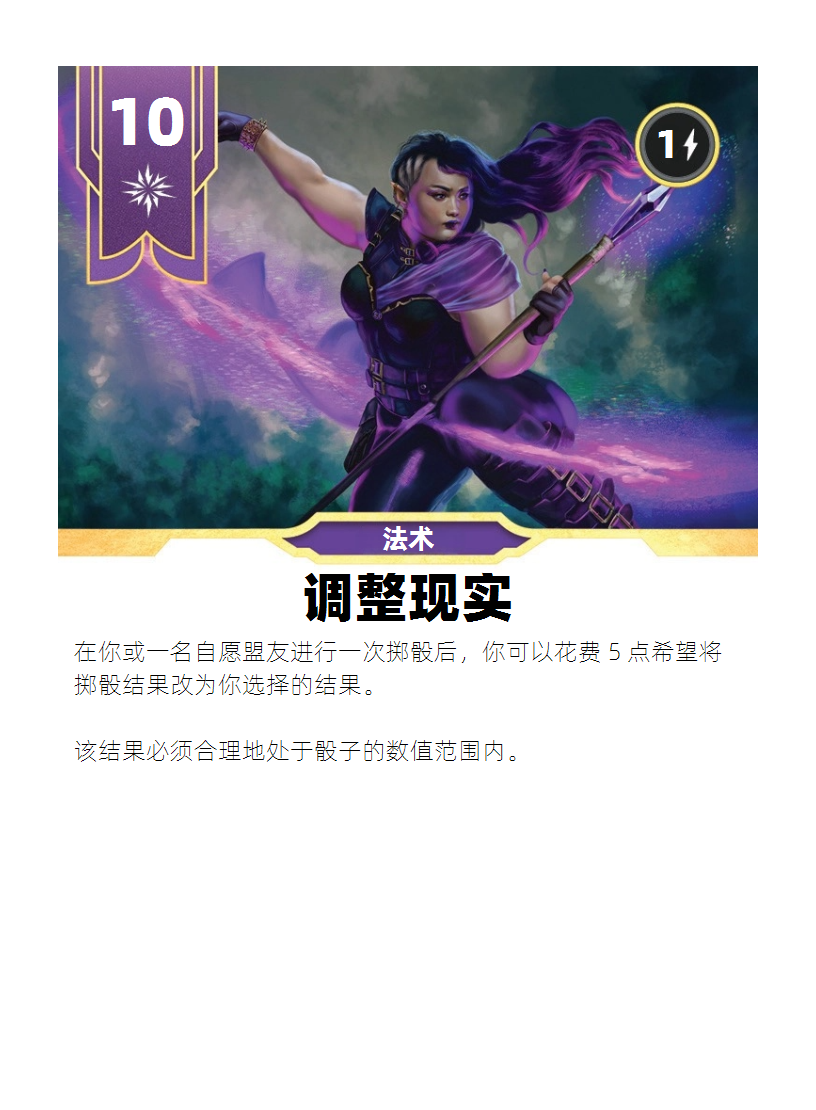 10
1
法术
调整现实
在你或一名自愿盟友进行一次掷骰后，你可以花费 5 点希望将
掷骰结果改为你选择的结果。
该结果必须合理地处于骰子的数值范围内。